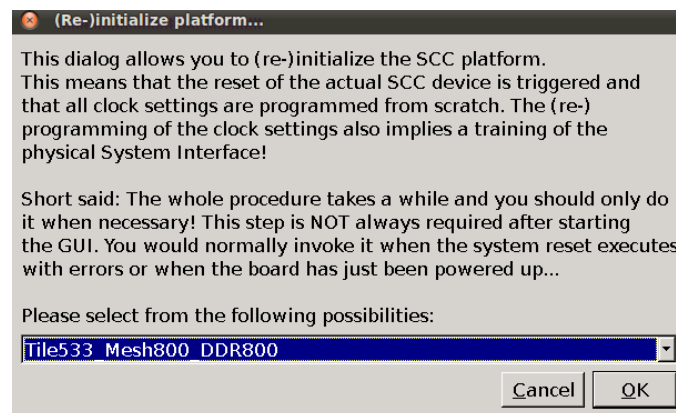 (Re-)initialize platform...
This dialog allows you to (re-)initialize the SCC platform.
This means that the reset of the actual SCC device is triggered and
that all clock settings are programmed from scratch. The (re-)
programming of the clock settings also implies a training of the
physical System Interface!
Short said: The whole procedure takes a while and you should only do
it when necessary! This step is NOT always required after starting
the GUI. You would normally invoke it when the system reset executes
with errors or when the board has just been powered up...
Please select from the following possibilities:
Tile533_Mesh800_DDR800
Cancel OK